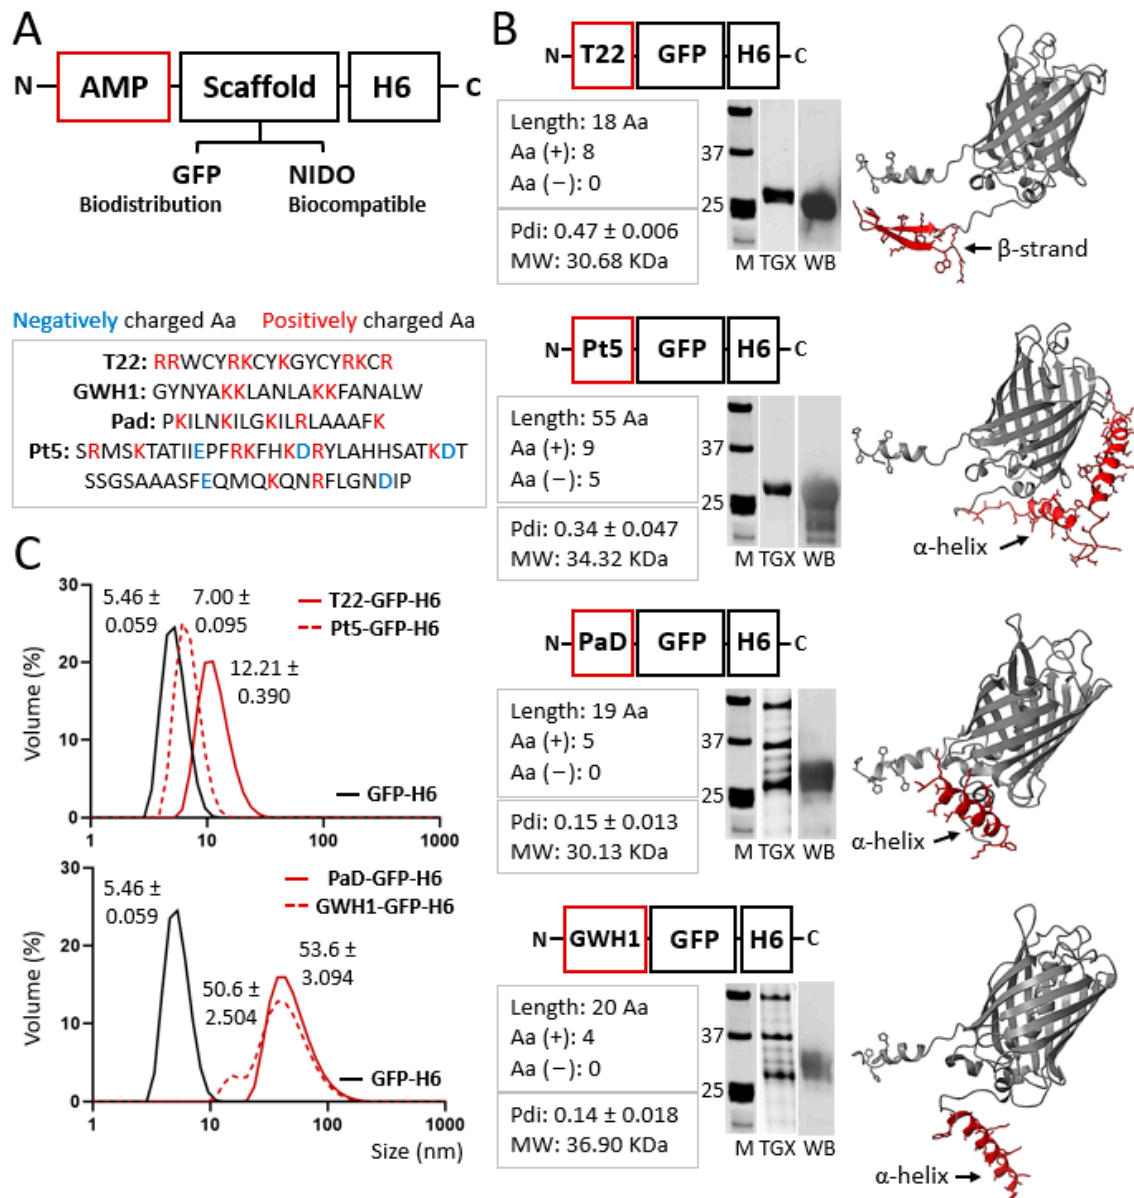 A
N
AMP
Scaffold
H6
C
GFP
Biodistribution
NIDO
Biocompatible
Negatively charged Aa Positively charged Aa
T22: RRWCYRKCYKGYCYRKCR
GWH1: GYNYAKKLANLAKKFANALW
Pad: PKILNKILGKILRLAAAFK
Pt5: SRMSKTATIIEPFRKFHKDRYLAHHSATKDT
SSGSAAASFEQMQKQNRFLGNDIP
B
N T22 GFP H6 C
Length: 18 Aa
Aa (+): 8
Aa (−): 0
Pdi: 0.47 ± 0.006
MW: 30.68 KDa
37
25
M TGX WB
β-strand
N Pt5 GFP H6 C
Length: 55 Aa
Aa (+): 9
Aa (−): 5
Pdi: 0.34 ± 0.047
MW: 34.32 KDa
37
25
M TGX WB
α-helix
N PaD GFP H6 C
Length: 19 Aa
Aa (+): 5
Aa (−): 0
Pdi: 0.15 ± 0.013
MW: 30.13 KDa
37
25
M TGX WB
α-helix
N GWH1 GFP H6 C
Length: 20 Aa
Aa (+): 4
Aa (−): 0
Pdi: 0.14 ± 0.018
MW: 36.90 KDa
37
25
M TGX WB
α-helix
C
Volume (%)
30
20
10
0
1 10 100 1000
5.46 ±
0.059
7.00 ±
0.095
12.21 ±
0.390
T22-GFP-H6
Pt5-GFP-H6
GFP-H6
Volume (%)
30
20
10
0
1 10 100 1000
5.46 ±
0.059
50.6 ±
2.504
53.6 ±
3.094
PaD-GFP-H6
GWH1-GFP-H6
GFP-H6
Size (nm)